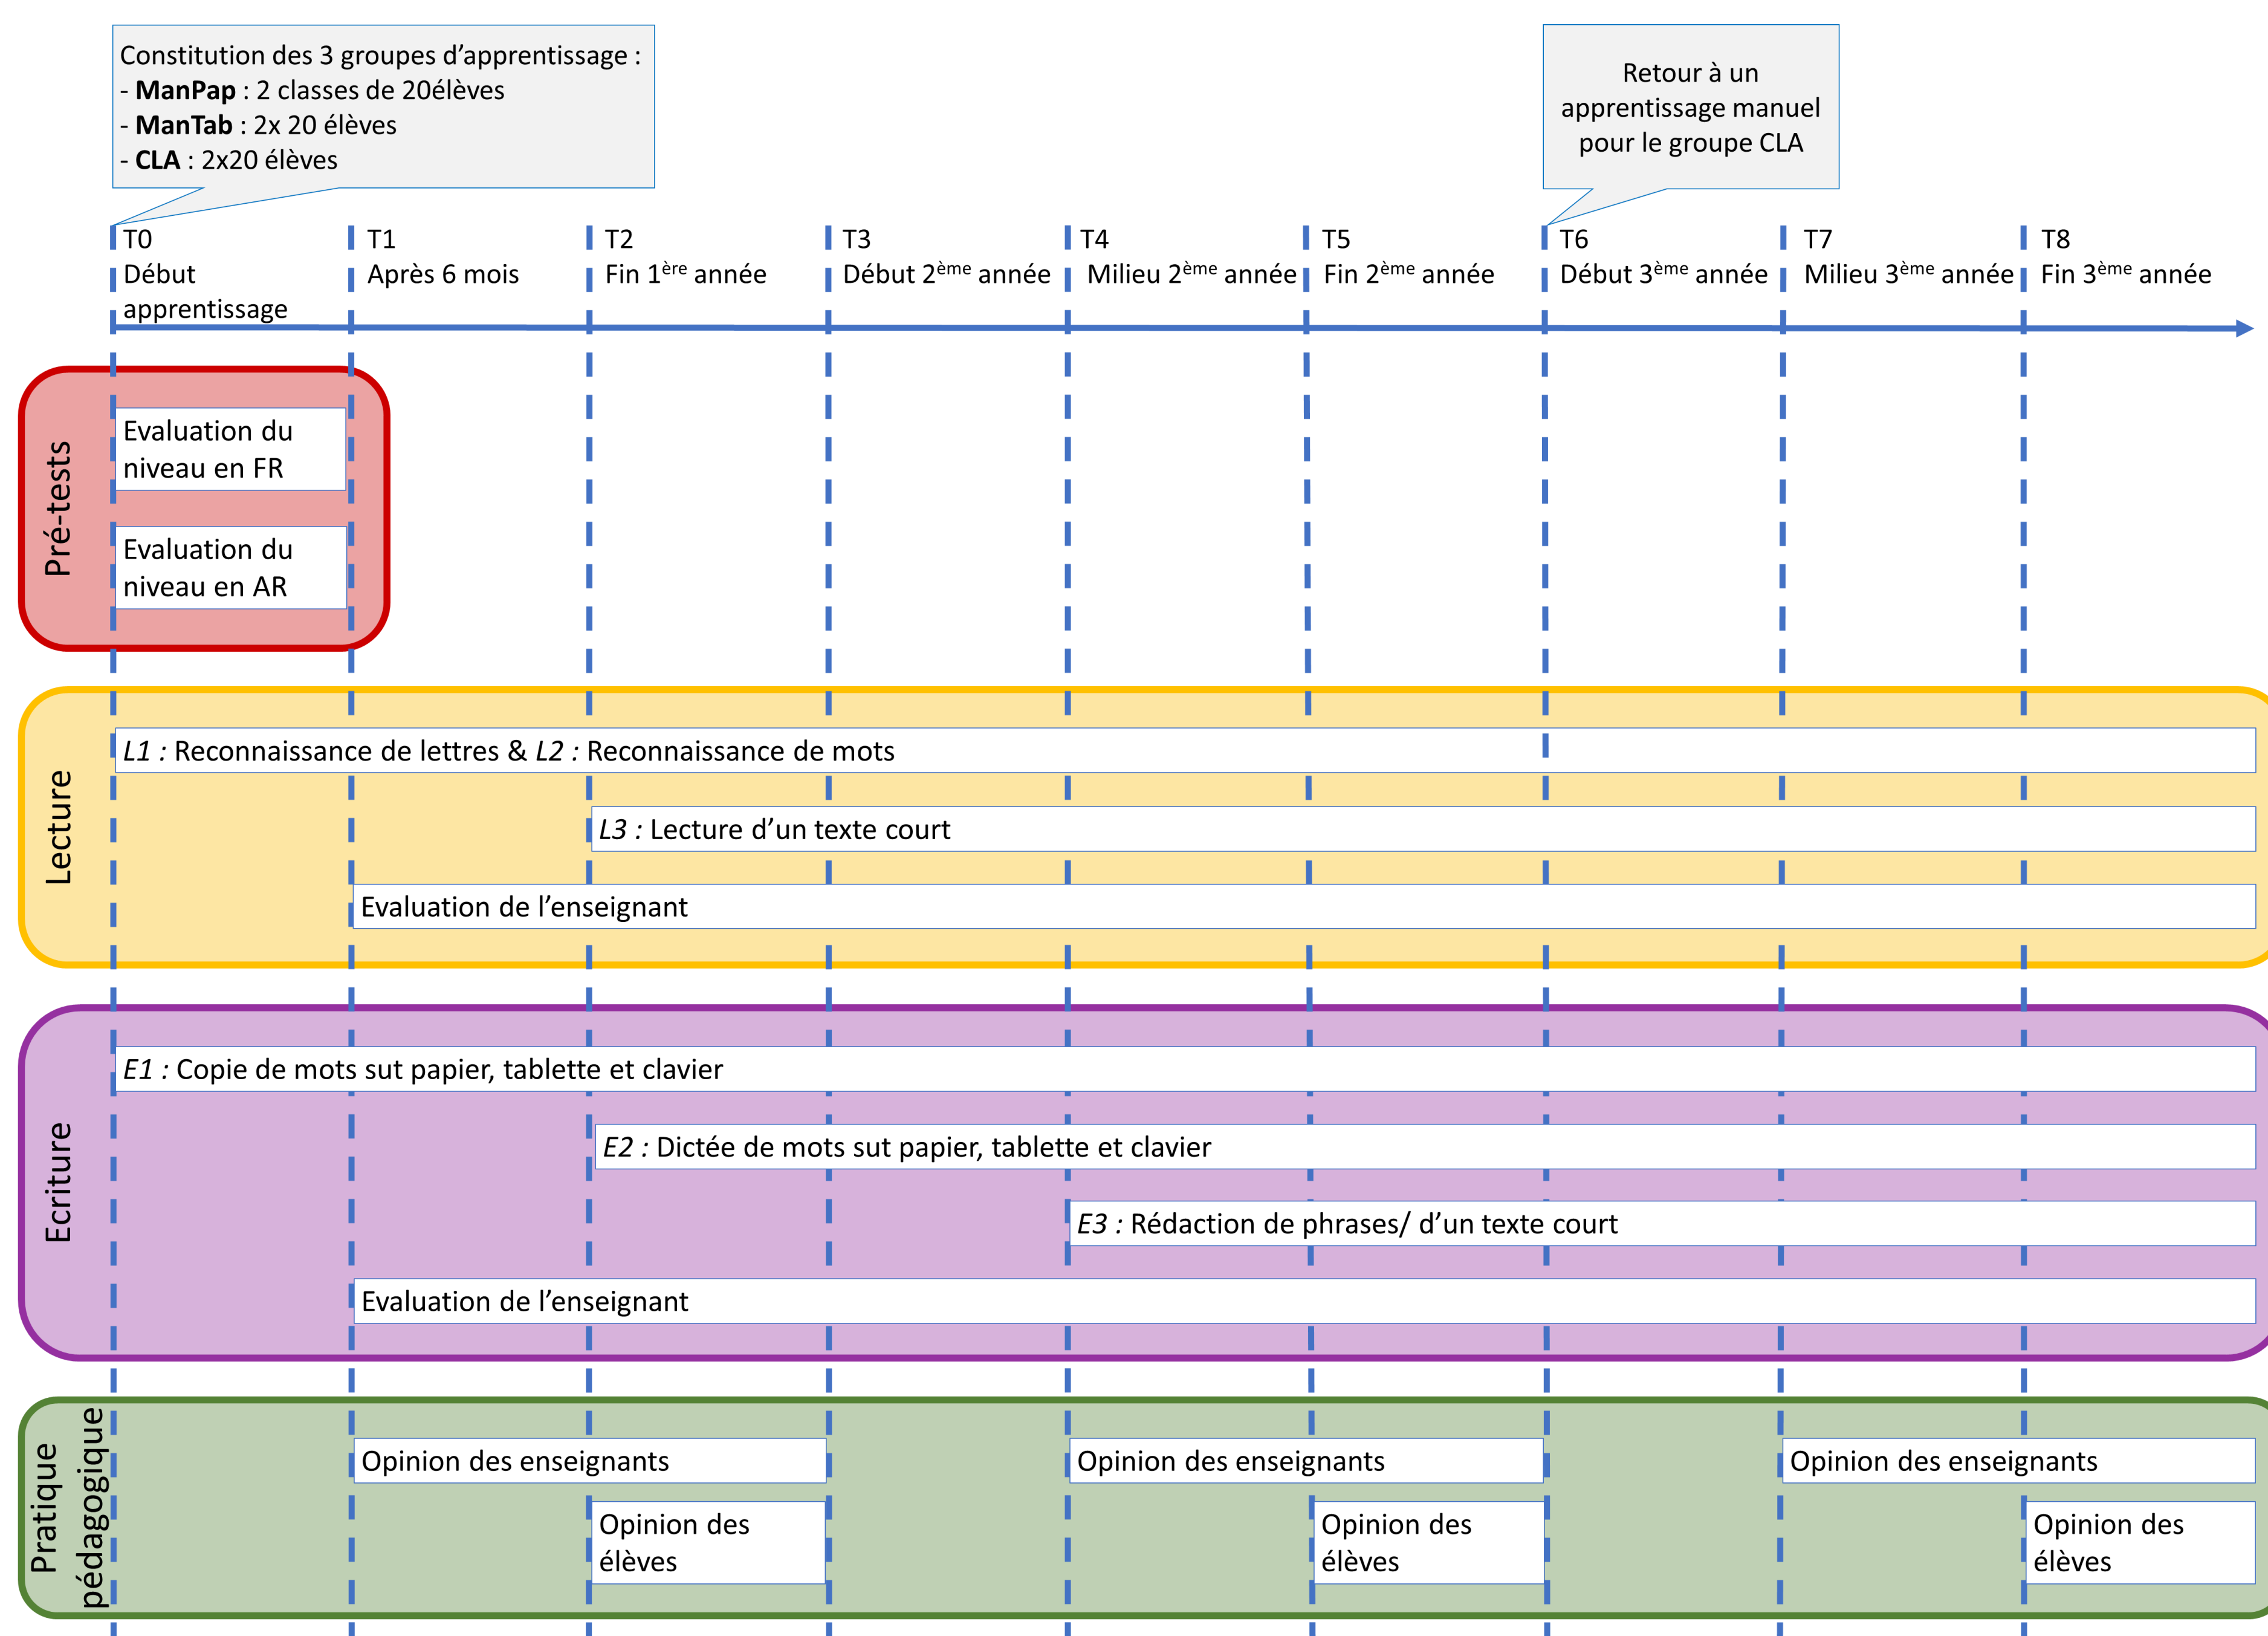 Constitution des 3 groupes d’apprentissage :
- ManPap : 2 classes de 20élèves
- ManTab : 2x 20 élèves
- CLA : 2x20 élèves
Retour à un
apprentissage manuel
pour le groupe CLA
T0
Début
apprentissage
T1
Après 6 mois
T2
Fin 1ère année
T3
Début 2ème année
T4
Milieu 2ème année
T5
Fin 2ème année
T6
Début 3ème année
T7
Milieu 3ème année
T8
Fin 3ème année
Pré-tests
Evaluation du
niveau en FR
Evaluation du
niveau en AR
Lecture
L1 : Reconnaissance de lettres & L2 : Reconnaissance de mots
L3 : Lecture d’un texte court
Evaluation de l’enseignant
Ecriture
E1 : Copie de mots sut papier, tablette et clavier
E2 : Dictée de mots sut papier, tablette et clavier
E3 : Rédaction de phrases/ d’un texte court
Evaluation de l’enseignant
Pratique
pédagogique
Opinion des enseignants
Opinion des enseignants
Opinion des enseignants
Opinion des
élèves
Opinion des
élèves
Opinion des
élèves